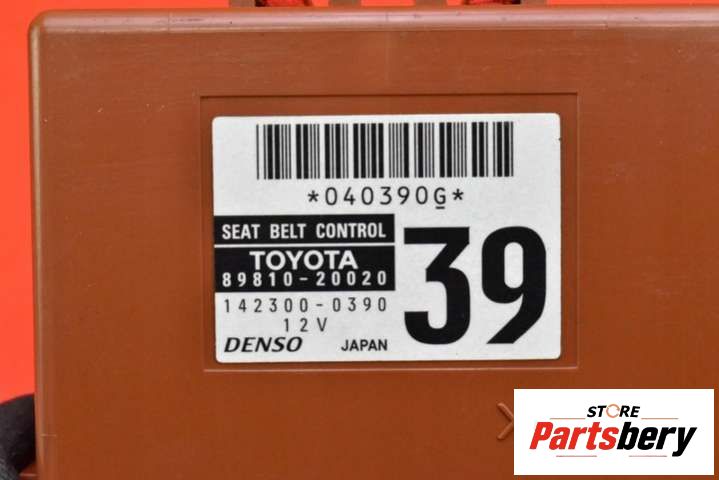 *040390G*
SEAT BELT CONTROL
TOYOTA
89810-20020
142300-0390
12V
DENSO JAPAN
39
STORE
Partsbery